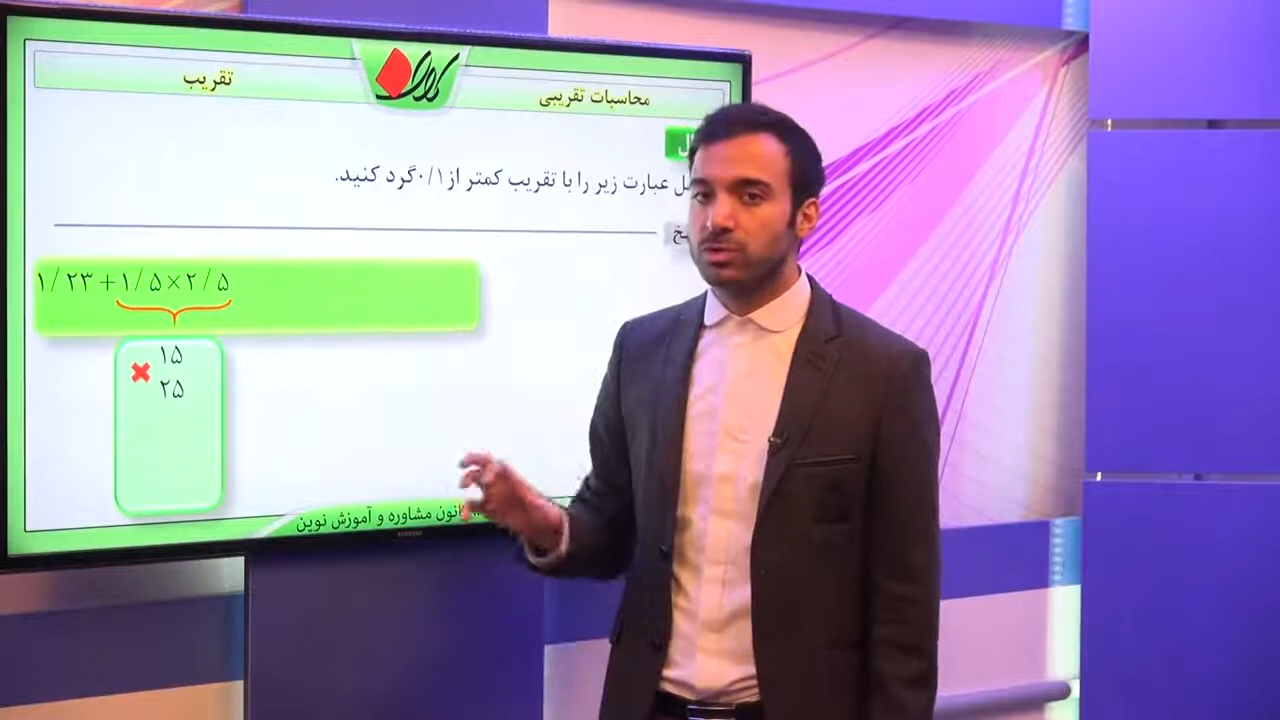 محاسبات تقریبی
تقریب
عبارت زیر را با تقریب کمتر از ۰/۱ گرد کنید.
۱/۲۳+۱/۵×۲/۵
۱۵
×
۲۵
مشاوره و آموزش نوین
SAMSUNG